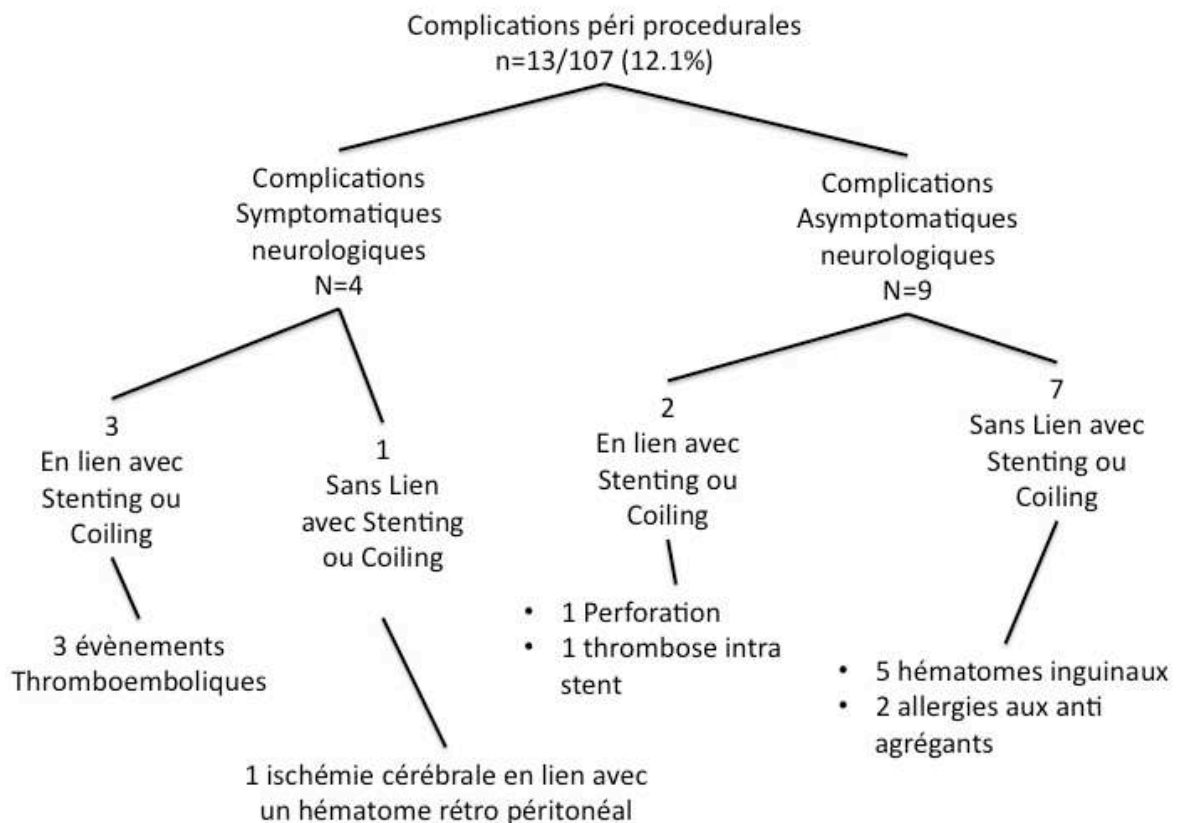 Complications péri procedurales
n=13/107 (12.1%)
Complications
Symptomatiques
neurologiques
N=4
Complications
Asymptomatiques
neurologiques
N=9
3
En lien avec
Stenting ou
Coiling
1
Sans Lien
avec Stenting
ou Coiling
2
En lien avec
Stenting ou
Coiling
7
Sans Lien avec
Stenting ou
Coiling
3 évènements
Thromboemboliques
1 ischémie cérébrale en lien avec
un hématome rétro péritonéal
• 1 Perforation
• 1 thrombose intra
stent
• 5 hématomes inguinaux
• 2 allergies aux anti
agrégants